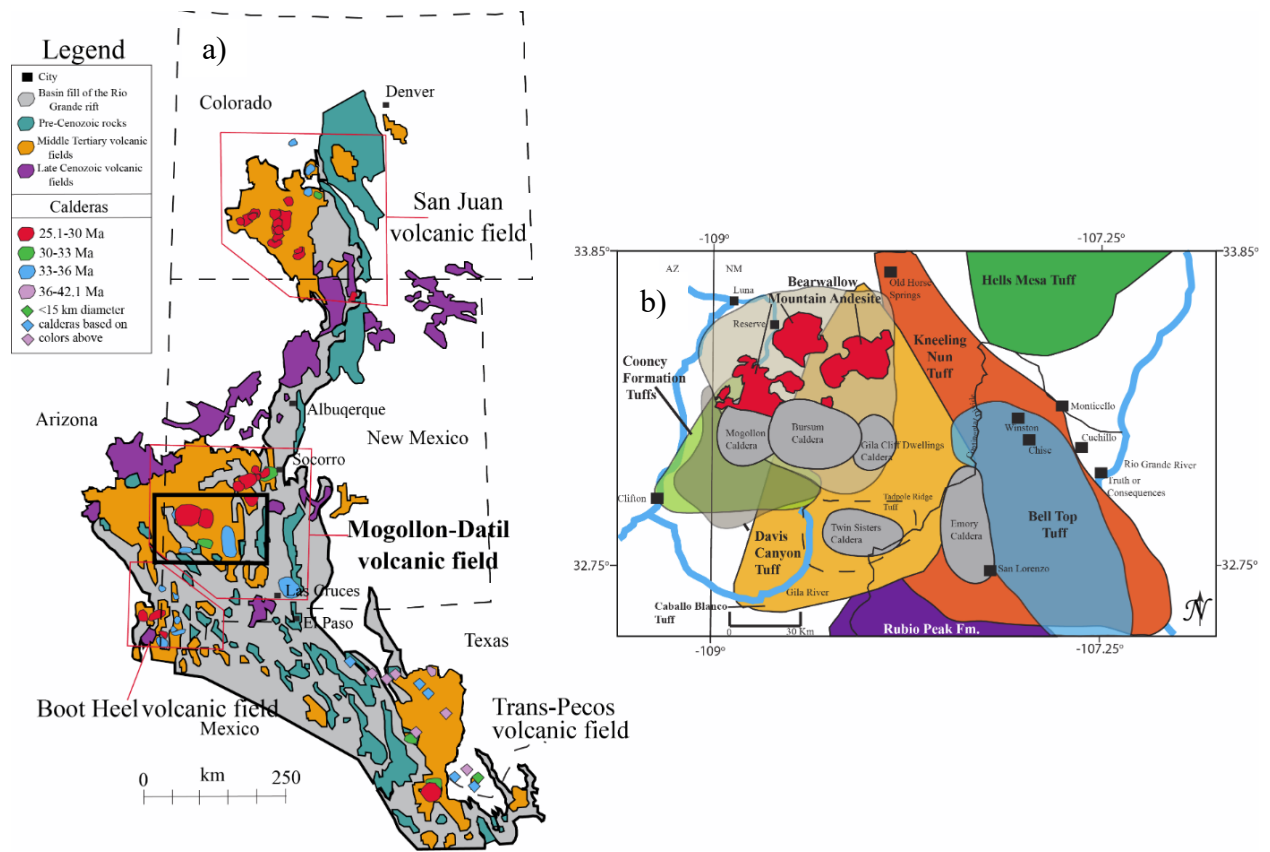 Legend
City
Basin fill of the Rio
Grande rift
Pre-Cenozoic rocks
Middle Tertiary volcanic
fields
Late Cenozoic volcanic
fields
Calderas
25.1-30 Ma
30-33 Ma
33-36 Ma
36-42.1 Ma
<15 km diameter
calderas based on
colors above
a)
Colorado
Denver
San Juan
volcanic field
Arizona
Albuqerque
New Mexico
Socorro
Mogollon-Datil
volcanic field
Las Cruces
El Paso
Texas
Boot Heel volcanic field
Mexico
Trans-Pecos
volcanic field
0 km 250
-109°
-107.25°
33.85°
33.85°
b)
AZ
NM
Luna
Reserve
Bearwallow
Mountain Andesite
Old Horse
Springs
Hells Mesa Tuff
Kneeling
Nun
Tuff
Cooney
Formation
Tuffs
Mogollon
Caldera
Bursum
Caldera
Gila Cliff Dwellings
Caldera
Continental Divide
Winston
Chise
Monticello
Cuchillo
Rio Grande River
Truth or
Consequences
Clifton
Tadpole Ridge
Tuff
Twin Sisters
Caldera
Emory
Caldera
Bell Top
Tuff
Davis
Canyon
Tuff
San Lorenzo
32.75°
32.75°
Gila River
Caballo Blanco
Tuff
0 30 Km
Rubio Peak Fm.
N
-109°
-107.25°